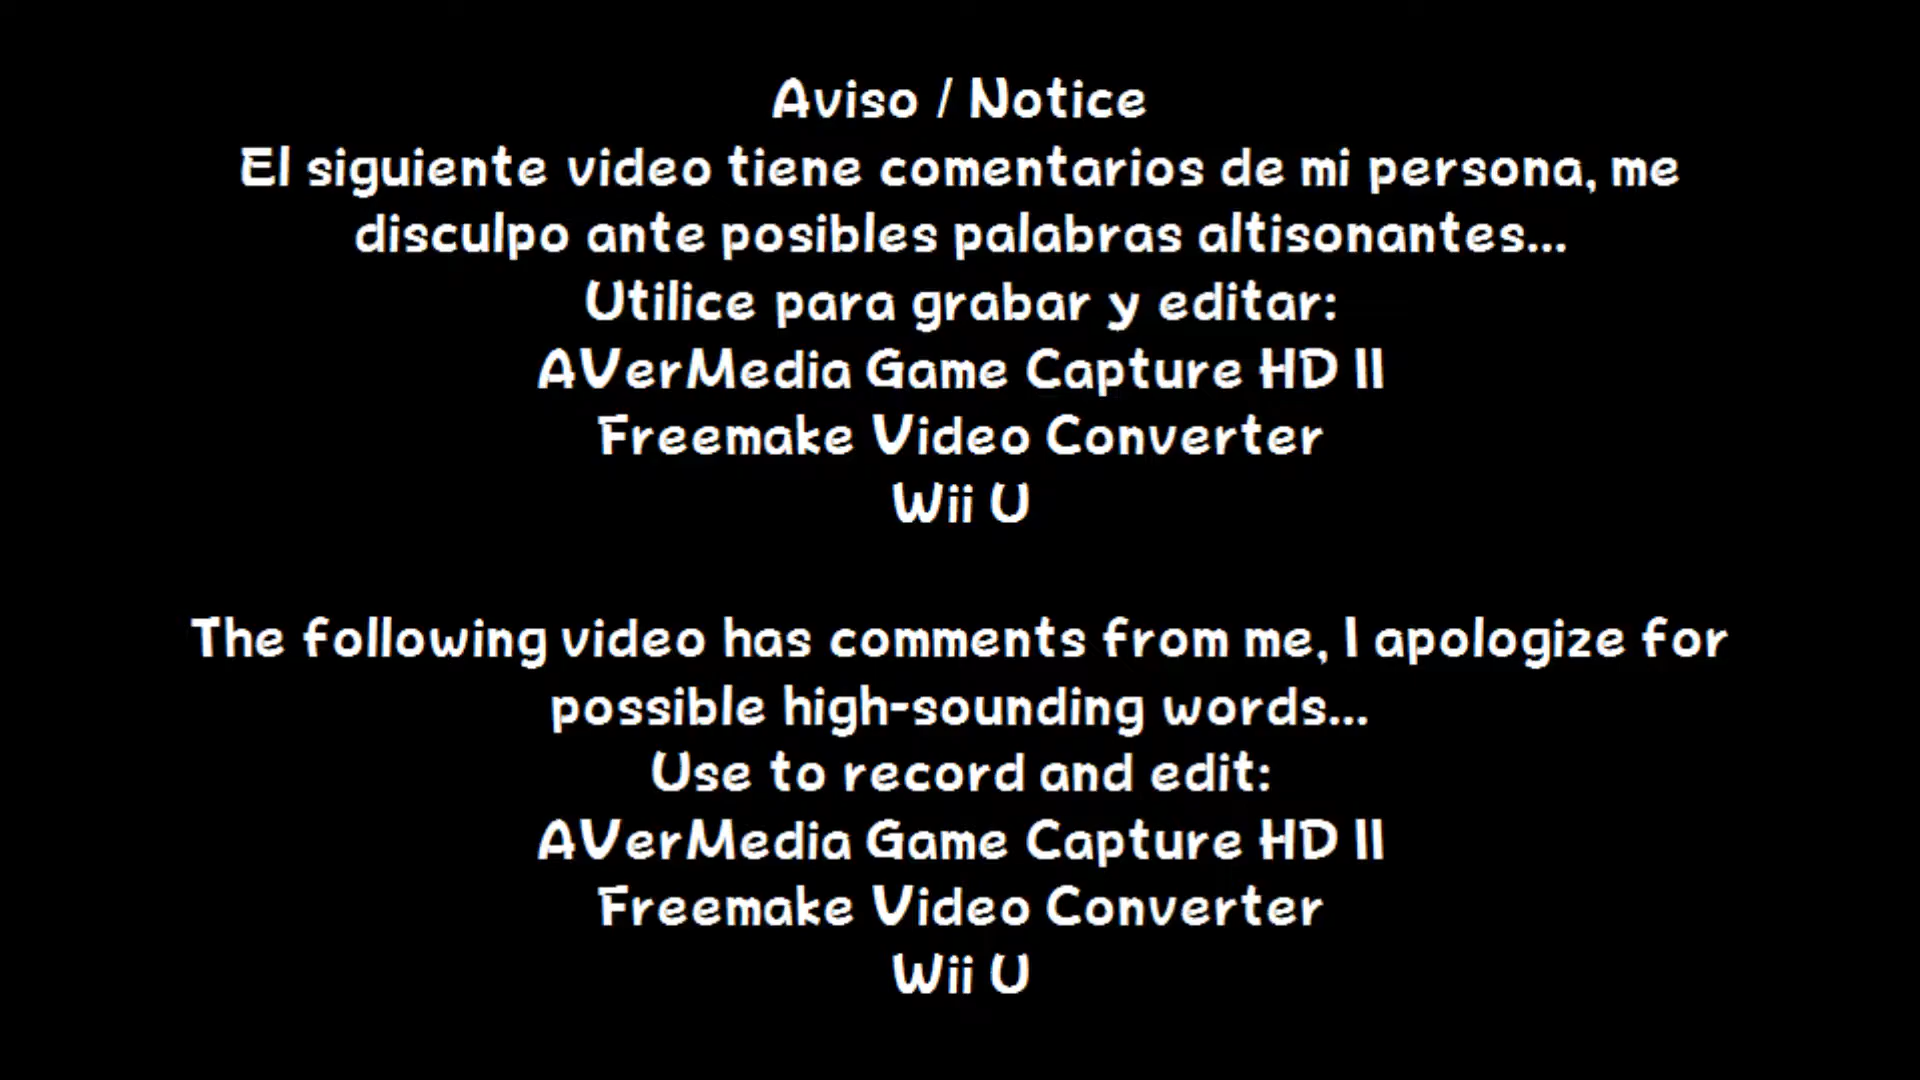 Aviso / Notice
El siguiente video tiene comentarios de mi persona, me
disculpo ante posibles palabras altisonantes...
Utilice para grabar y editar:
AVerMedia Game Capture HD II
Freemake Video Converter
Wii U
The following video has comments from me, I apologize for
possible high-sounding words...
Use to record and edit:
AVerMedia Game Capture HD II
Freemake Video Converter
Wii U